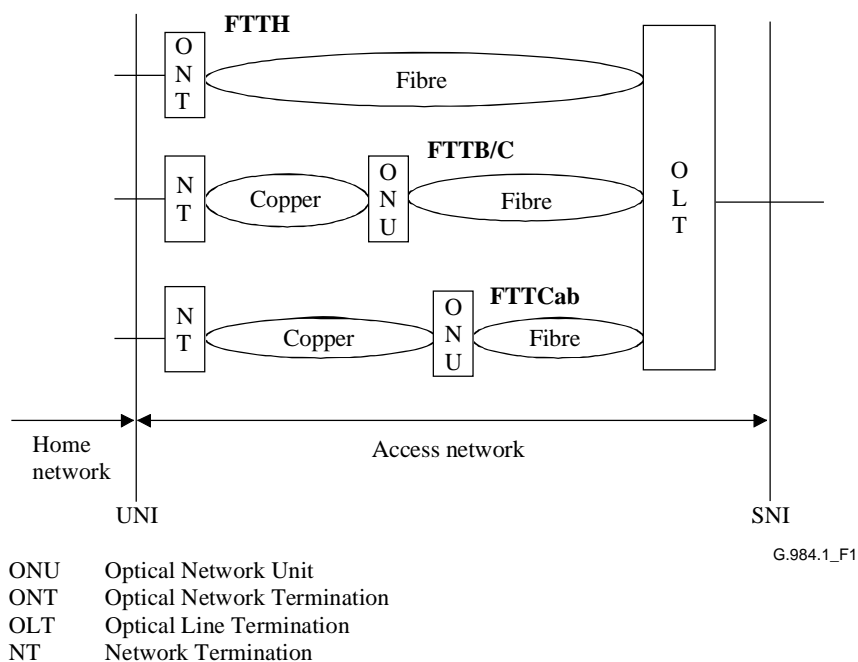 FTTH
O
N
T
Fibre
FTTB/C
N
T
Copper
O
N
U
Fibre
O
L
T
FTTCab
N
T
Copper
O
N
U
Fibre
Home
network
Access network
UNI
SNI
G.984.1_F1
ONU Optical Network Unit
ONT Optical Network Termination
OLT Optical Line Termination
NT Network Termination